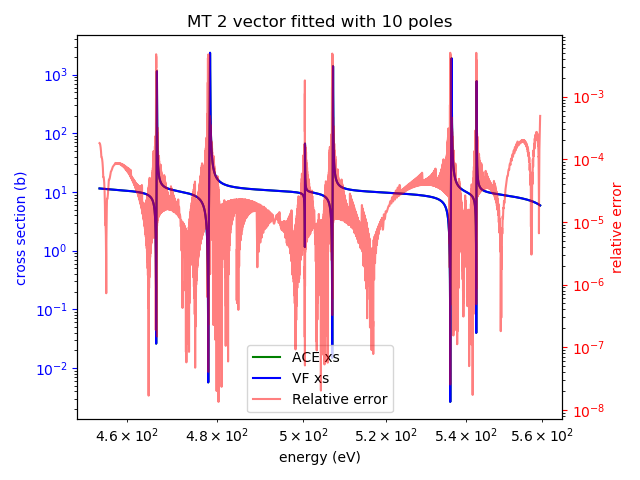 MT 2 vector fitted with 10 poles
cross section (b)
10³
10²
10¹
10⁰
10⁻¹
10⁻²
10⁻³
10⁻⁴
10⁻⁵
10⁻⁶
10⁻⁷
10⁻⁸
relative error
ACE xs
VF xs
Relative error
4.6 × 10² 4.8 × 10² 5 × 10² 5.2 × 10² 5.4 × 10² 5.6 × 10²
energy (eV)